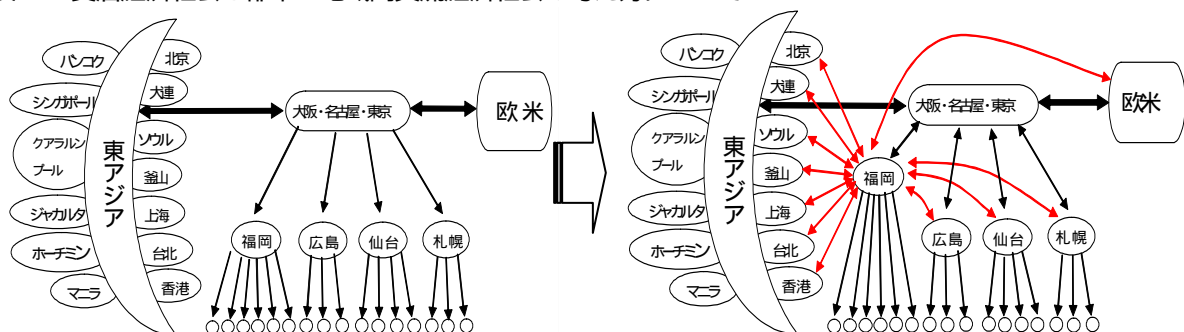 バンコク
北京
シンガポール
大連
クアラルン
プール
ソウル
東アジア
釜山
ジャカルタ
上海
ホーチミン
台北
マニラ
香港
大阪・名古屋・東京
欧米
福岡
広島
仙台
札幌
バンコク
北京
シンガポール
大連
クアラルン
プール
ソウル
東アジア
釜山
ジャカルタ
上海
ホーチミン
台北
マニラ
香港
大阪・名古屋・東京
欧米
福岡
広島
仙台
札幌